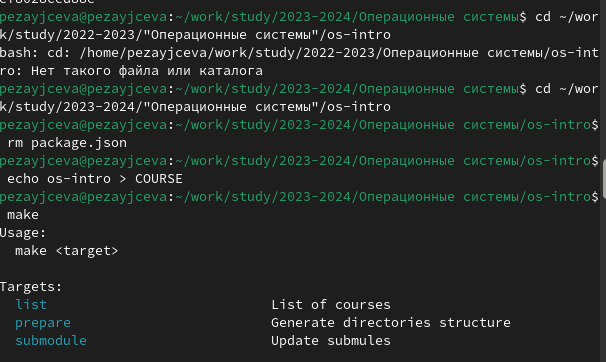 pezayjceva@pezayjceva:~/work/study/2023-2024/Операционные системы$ cd ~/wor
k/study/2022-2023/"Операционные системы"/os-intro
bash: cd: /home/pezayjceva/work/study/2022-2023/Операционные системы/os-int
ro: Нет такого файла или каталога
pezayjceva@pezayjceva:~/work/study/2023-2024/Операционные системы$ cd ~/wor
k/study/2023-2024/"Операционные системы"/os-intro
pezayjceva@pezayjceva:~/work/study/2023-2024/Операционные системы/os-intro$
rm package.json
pezayjceva@pezayjceva:~/work/study/2023-2024/Операционные системы/os-intro$
echo os-intro > COURSE
pezayjceva@pezayjceva:~/work/study/2023-2024/Операционные системы/os-intro$
make
Usage:
make <target>
Targets:
list List of courses
prepare Generate directories structure
submodule Update submules